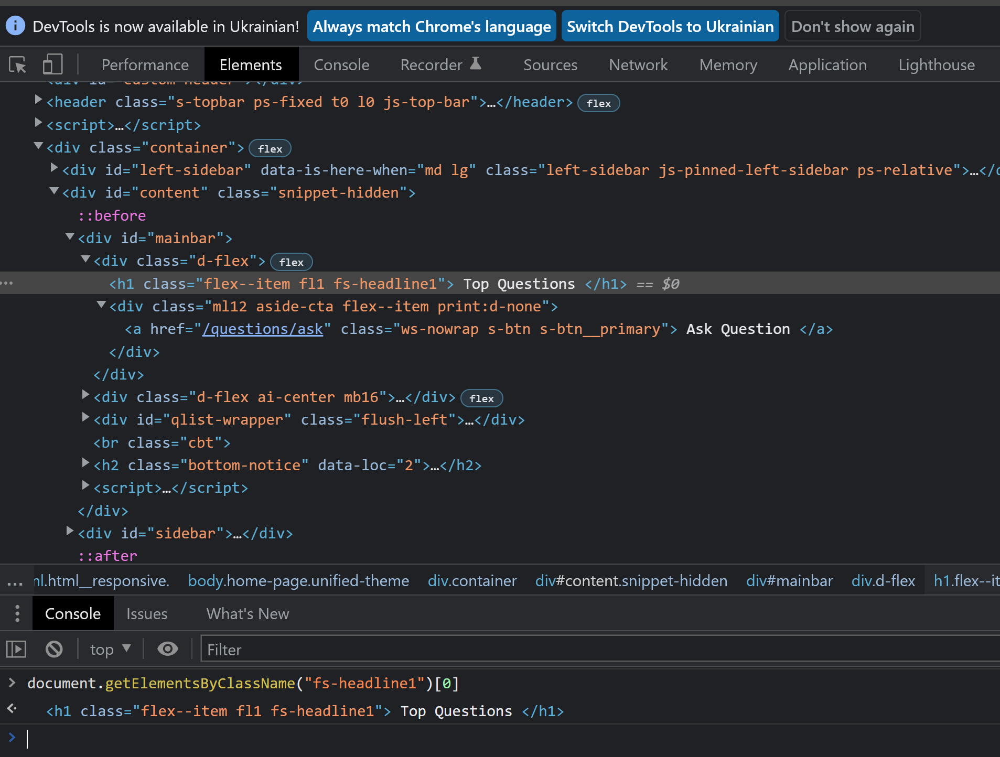 DevTools is now available in Ukrainian! Always match Chrome's language Switch DevTools to Ukrainian Don't show again
Performance Elements Console Recorder Sources Network Memory Application Lighthouse
<div id="custom-header"></div>
<header class="s-topbar ps-fixed t0 l0 js-top-bar">…</header> flex
<script>…</script>
<div class="container"> flex
<div id="left-sidebar" data-is-here-when="md lg" class="left-sidebar js-pinned-left-sidebar ps-relative">…</d
<div id="content" class="snippet-hidden">
::before
<div id="mainbar">
<div class="d-flex"> flex
<h1 class="flex--item fl1 fs-headline1"> Top Questions </h1> == $0
<div class="ml12 aside-cta flex--item print:d-none">
<a href="/questions/ask" class="ws-nowrap s-btn s-btn__primary"> Ask Question </a>
</div>
</div>
<div class="d-flex ai-center mb16">…</div> flex
<div id="qlist-wrapper" class="flush-left">…</div>
<br class="cbt">
<h2 class="bottom-notice" data-loc="2">…</h2>
<script>…</script>
</div>
<div id="sidebar">…</div>
::after
... ml.html__responsive. body.home-page.unified-theme div.container div#content.snippet-hidden div#mainbar div.d-flex h1.flex--it
Console Issues What's New
top Filter
document.getElementsByClassName("fs-headline1")[0]
<h1 class="flex--item fl1 fs-headline1"> Top Questions </h1>